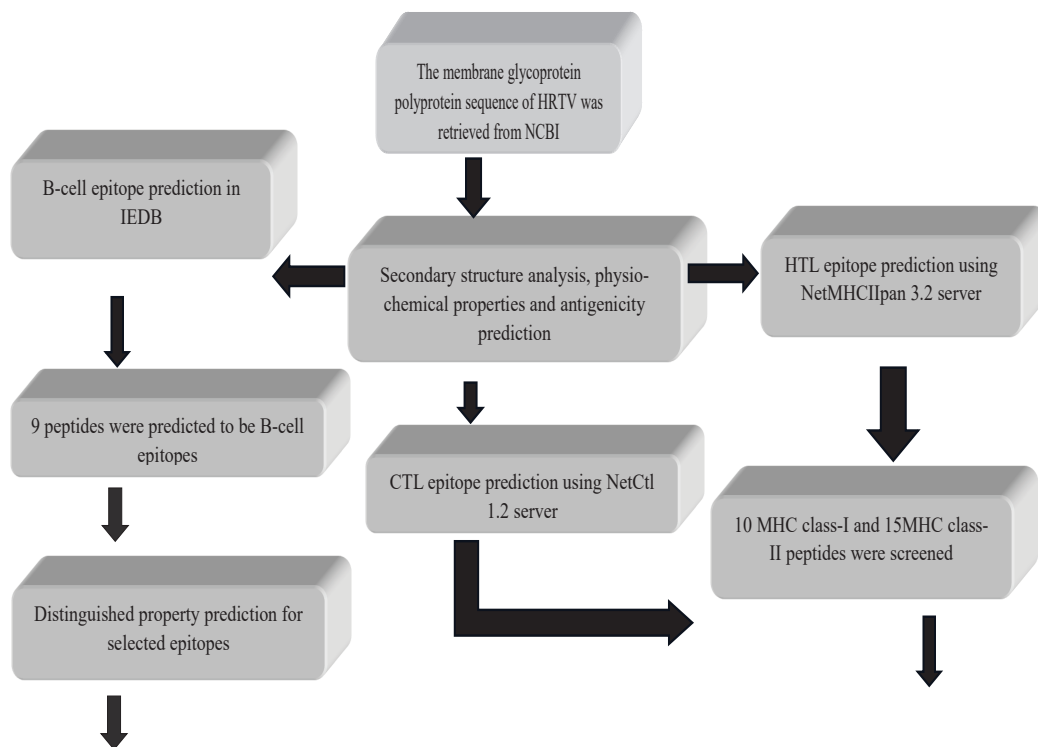 The membrane glycoprotein
polyprotein sequence of HRTV was
retrieved from NCBI
B-cell epitope prediction in
IEDB
Secondary structure analysis, physio-
chemical properties and antigenicity
prediction
HTL epitope prediction using
NetMHCIIpan 3.2 server
9 peptides were predicted to be B-cell
epitopes
CTL epitope prediction using NetCtl
1.2 server
10 MHC class-I and 15MHC class-
II peptides were screened
Distinguished property prediction for
selected epitopes